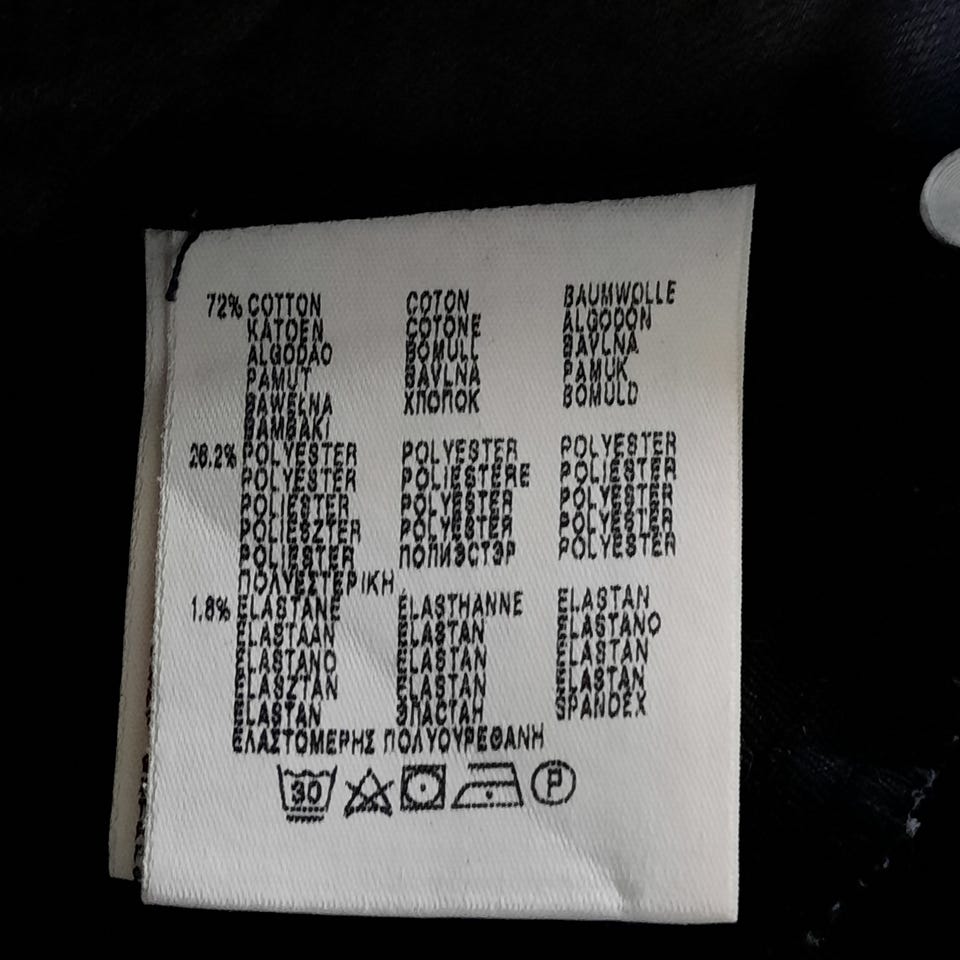 72% COTTON COTON BAUMWOLLE
KATOEN COTONE ALGODON
ALGODAO BOMULL BAVLNA
PAMUT BAVLNA PAMUK
BAWEŁNA ХЛОПОК BOMULD
BAMBAKI
26.2% POLYESTER POLYESTER POLYESTER
POLYESTER POLIESTERE POLIESTER
POLIESTER POLYESTER POLYESTER
POLIESZTER POLYESTER POLYESTER
POLIESTER ПОЛИЭСТЭР POLYESTER
ΠΟΛΥΕΣΤΕΡΙΚΗ
1.8% ELASTANE ÉLASTHANNE ELASTAN
ELASTAAN ELASTAN ELASTANO
ELASTANO ELASTAN ELASTAN
ELASZTAN ELASTAN ELASTAN
ELASTAN ЭЛАСТАН SPANDEX
ΕΛΑΣΤΟΜΕΡΗΣ ΠΟΛΥΟΥΡΕΘΑΝΗ
30 P